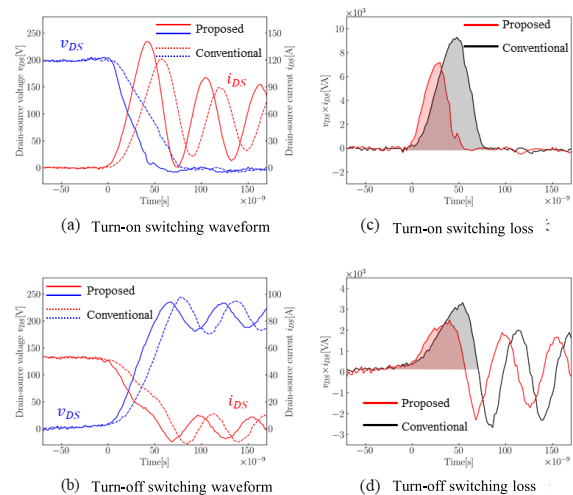 Proposed
Conventional
v_DS
i_DS
Drain-source voltage v_DS[V]
Drain-source current i_DS[A]
250
200
150
100
50
0
150
120
90
60
30
0
−50
0
50
100
150
Time[s]
×10⁻⁹
(a) Turn-on switching waveform
×10³
Proposed
Conventional
v_DS×i_DS[VA]
10
8
6
4
2
0
−2
−50
0
50
100
150
Time[s]
×10⁻⁹
(c) Turn-on switching loss
Proposed
Conventional
v_DS
i_DS
Drain-source voltage v_DS[V]
Drain-source current i_DS[A]
250
200
150
100
50
0
100
80
60
40
20
0
−20
−50
0
50
100
150
Time[s]
×10⁻⁹
(b) Turn-off switching waveform
×10³
Proposed
Conventional
v_DS×i_DS[VA]
4
3
2
1
0
−1
−2
−3
−50
0
50
100
150
Time[s]
×10⁻⁹
(d) Turn-off switching loss